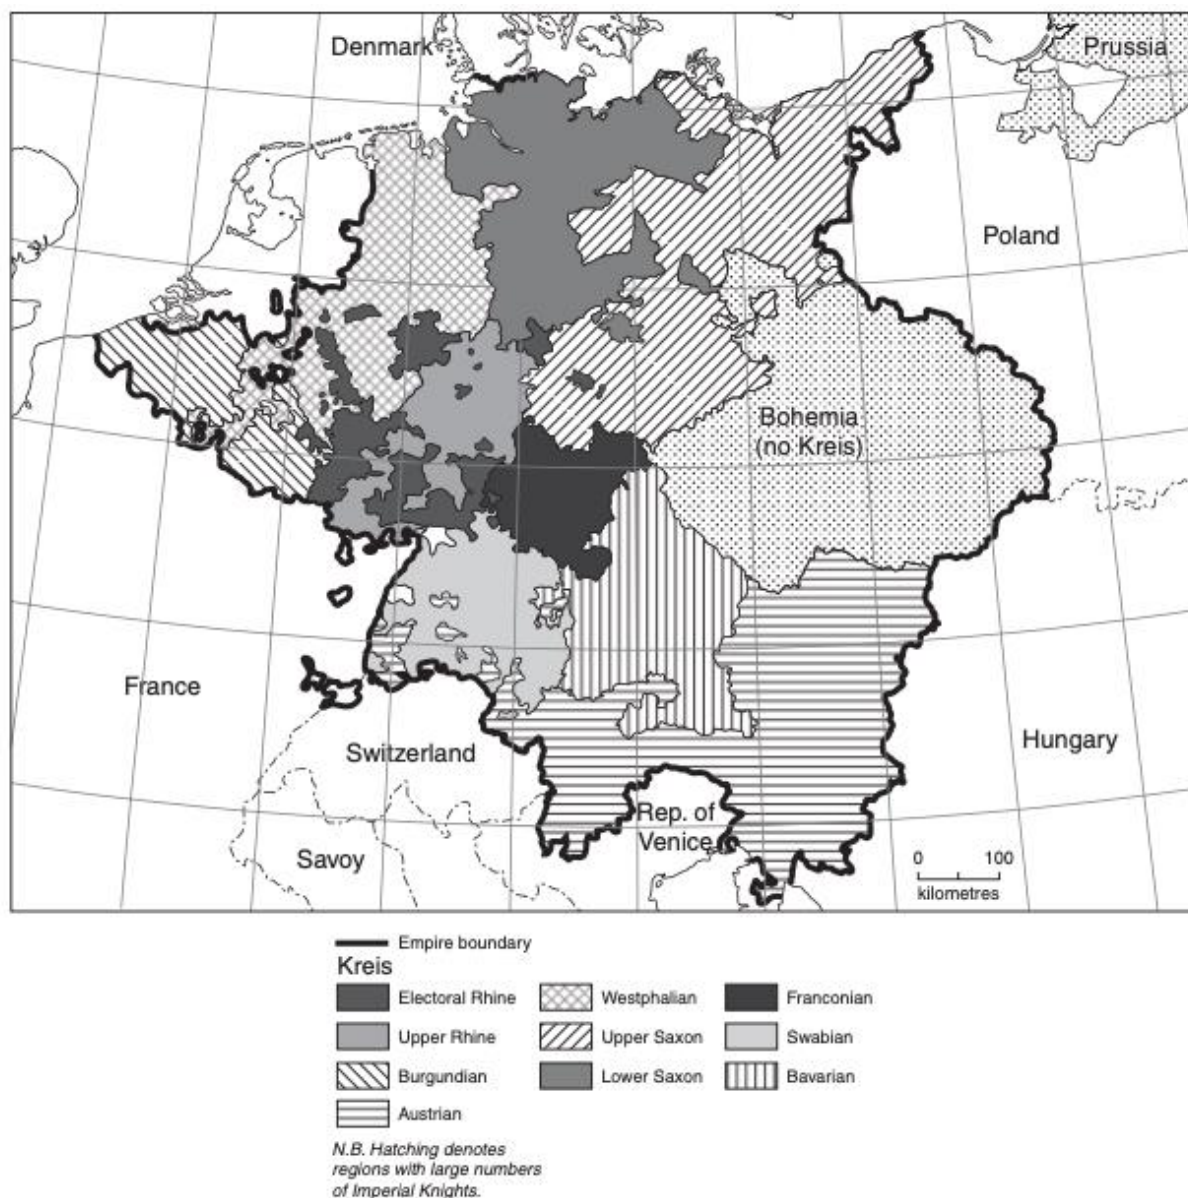 Denmark
Prussia
Poland
Bohemia
(no Kreis)
France
Switzerland
Hungary
Rep. of
Venice
Savoy
0 100
kilometres
Empire boundary
Kreis
Electoral Rhine
Westphalian
Franconian
Upper Rhine
Upper Saxon
Swabian
Burgundian
Lower Saxon
Bavarian
Austrian
N.B. Hatching denotes
regions with large numbers
of Imperial Knights.